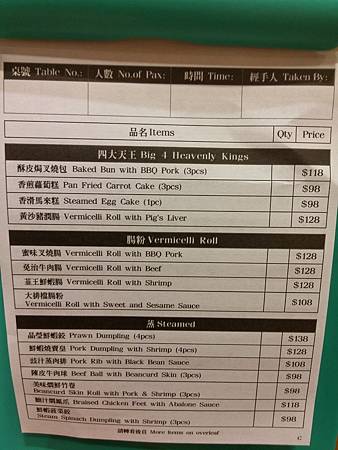 桌號 Table No.: 人數 No.of Pax: 時間 Time: 經手人 Taken By:
品名Items Qty Price
四大天王 Big 4 Heavenly Kings
酥皮焗叉燒包 Baked Bun with BBQ Pork (3pcs) $118
香煎蘿蔔糕 Pan Fried Carrot Cake (3pcs) $98
香滑馬來糕 Steamed Egg Cake (1pc) $98
黃沙豬潤腸 Vermicelli Roll with Pig's Liver $128
腸粉 Vermicelli Roll
蜜味叉燒腸 Vermicelli Roll with BBQ Pork $128
免治牛肉腸 Vermicelli Roll with Beef $128
韮王鮮蝦腸 Vermicelli Roll with Shrimp $128
大排檔腸粉
Vermicelli Roll with Sweet and Sesame Sauce $108
蒸 Steamed
晶瑩鮮蝦餃 Prawn Dumpling (4pcs) $138
鮮蝦燒賣皇 Pork Dumpling with Shrimp (4pcs) $128
豉汁蒸肉排 Pork Rib with Black Bean Sauce $108
陳皮牛肉球 Beef Ball with Beancurd Skin (3pcs) $98
美味鮮竹卷
Beancurd Skin Roll with Pork & Shrimp (3pcs) $98
鮑汁鳳爪 Braised Chicken Feet with Abalone Sauce $118
鮮蝦菠菜餃
Steam Spinach Dumpling with Shrimp (3pcs) $98
請轉看後頁 More items on overleaf
C